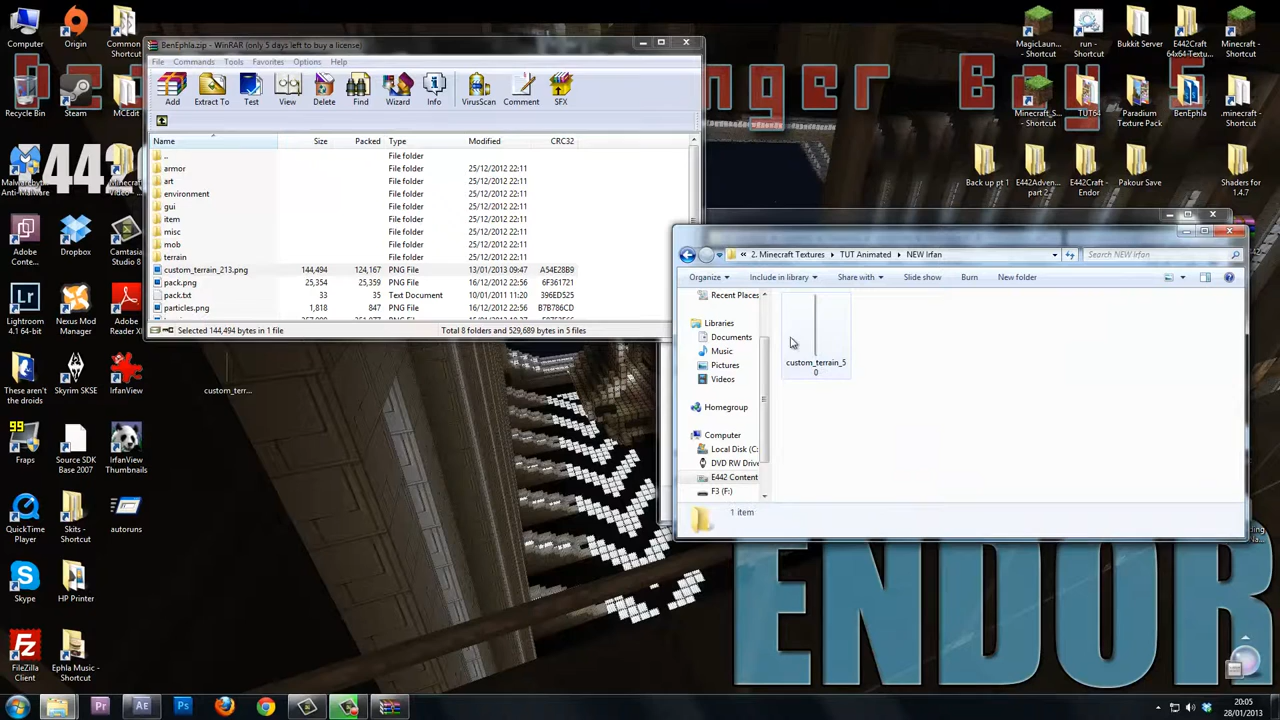 Computer
Origin
Common Shortcut
Recycle Bin
Steam
MCEdit
Malwareby... Anti-Malware
Adobe
Dropbox
Camtasia Studio 8
Lightroom 4.1 64-bit
Nexus Mod Manager
Adobe Reader XI
These aren't the droids
Skyrim SKSE
IrfanView
99
Fraps
Source SDK Base 2007
IrfanView Thumbnails
QuickTime Player
Skits - Shortcut
autoruns
Skype
HP Printer
FileZilla Client
Ephla Music - Shortcut
custom_terr...
BenEphla.zip - WinRAR (only 5 days left to buy a license)
File Commands Tools Favorites Options Help
Add Extract To Test View Delete Find Wizard Info VirusScan Comment SFX
Name Size Packed Type Modified CRC32
.. File folder
armor File folder 25/12/2012 22:11
art File folder 25/12/2012 22:11
environment File folder 25/12/2012 22:11
gui File folder 25/12/2012 22:11
item File folder 25/12/2012 22:11
misc File folder 25/12/2012 22:11
mob File folder 25/12/2012 22:11
terrain File folder 25/12/2012 22:11
custom_terrain_213.png 144,494 124,167 PNG File 13/01/2013 09:47 A54E28B9
pack.png 25,354 25,359 PNG File 16/12/2012 22:56 6F361721
pack.txt 33 35 Text Document 10/01/2011 11:20 396ED525
particles.png 1,818 847 PNG File 16/12/2012 22:56 B7B786CD
Selected 144,494 bytes in 1 file
Total 8 folders and 529,689 bytes in 5 files
nger Boy S
442
MagicLaun... - Shortcut
run - Shortcut
Bukkit Server
E442Craft 64x64 Textu...
Minecraft - Shortcut
Minecraft_S... - Shortcut
TUT64
Paradium Texture Pack
BenEphla
.minecraft - Shortcut
Back up pt 1
E442Adven... part 2
E442Craft - Endor
Pakour Save
Shaders for 1.4.7
« 2. Minecraft Textures ▸ TUT Animated ▸ NEW Irfan
Search NEW Irfan
Organize Include in library Share with Burn New folder
Recent Places
Libraries
Documents
Music
Pictures
Videos
Homegroup
Computer
Local Disk (C:
DVD RW Drive
E442 Content
F3 (F:)
custom_terrain_5
0
1 item
ENDOR
Pr
Ae
Ps
20:05
28/01/2013